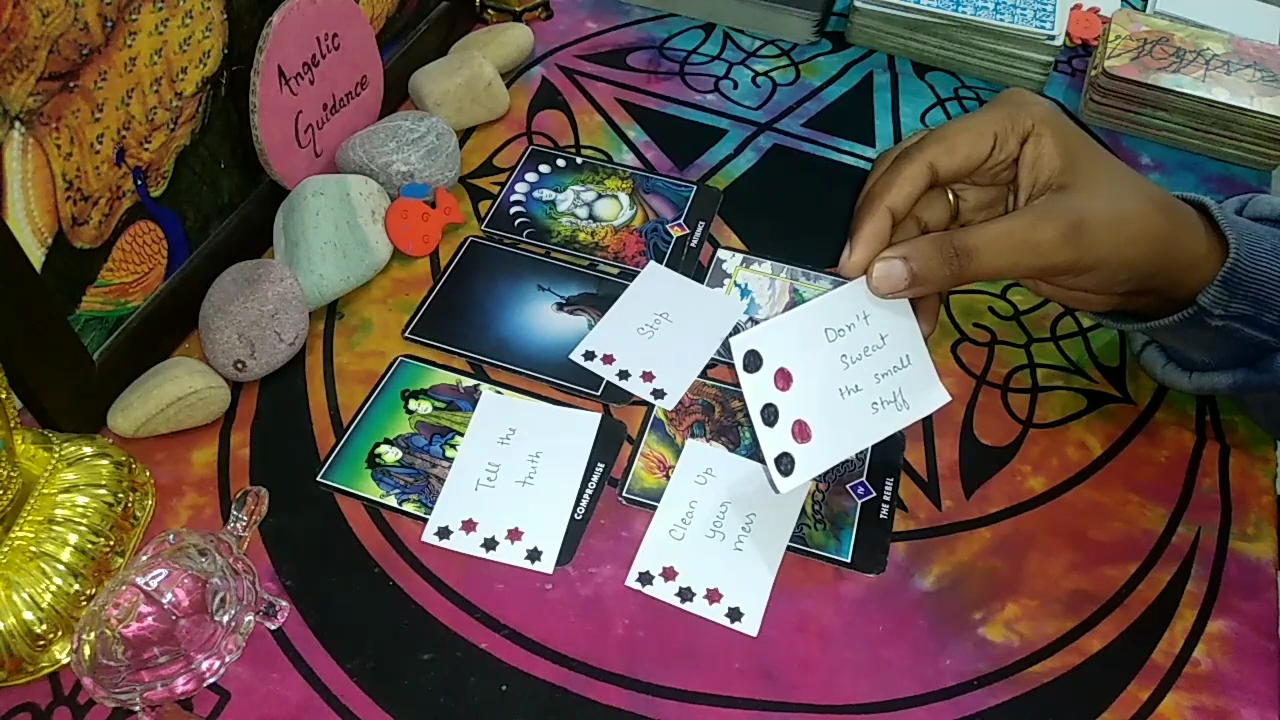 Angelic
Guidance
PATIENCE
Stop
Don't
sweat
the small
stuff
Tell the
truth
COMPROMISE
Clean Up
your
mess
IV
THE REBEL
G G G
G